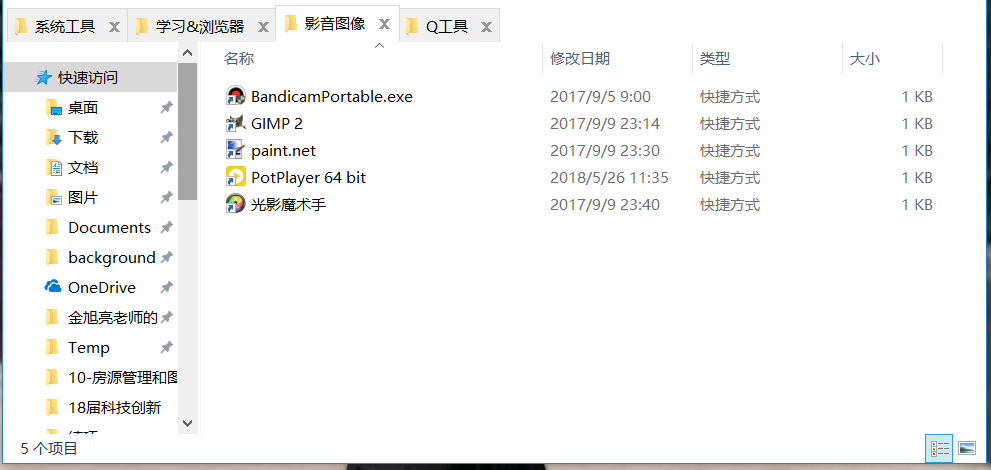 系统工具 学习&浏览器 影音图像 Q工具
名称 修改日期 类型 大小
快速访问
桌面
下载
文档
图片
Documents
background
OneDrive
金旭亮老师的
Temp
10-房源管理和图
18届科技创新
BandicamPortable.exe 2017/9/5 9:00 快捷方式 1 KB
GIMP 2 2017/9/9 23:14 快捷方式 1 KB
paint.net 2017/9/9 23:30 快捷方式 1 KB
PotPlayer 64 bit 2018/5/26 11:35 快捷方式 1 KB
光影魔术手 2017/9/9 23:40 快捷方式 1 KB
5 个项目